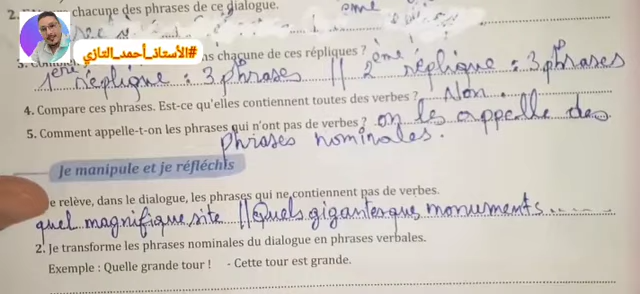 2. chacune des phrases de ce dialogue.
ème
#الأستاذ_أحمد_التازي
3. chacune de ces répliques ?
1ère réplique : 3 phrases || 2ème réplique : 3 phrases
4. Compare ces phrases. Est-ce qu'elles contiennent toutes des verbes ? Non.
5. Comment appelle-t-on les phrases qui n'ont pas de verbes ? on les appelle des
phrases nominales.
Je manipule et je réfléchis
e relève, dans le dialogue, les phrases qui ne contiennent pas de verbes.
quel magnifique site || Quels gigantesques monuments
2. Je transforme les phrases nominales du dialogue en phrases verbales.
Exemple : Quelle grande tour ! - Cette tour est grande.